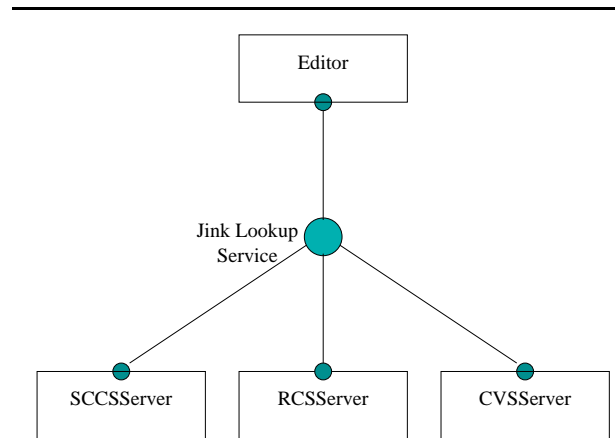 Editor
Jink Lookup
Service
SCCSServer
RCSServer
CVSServer